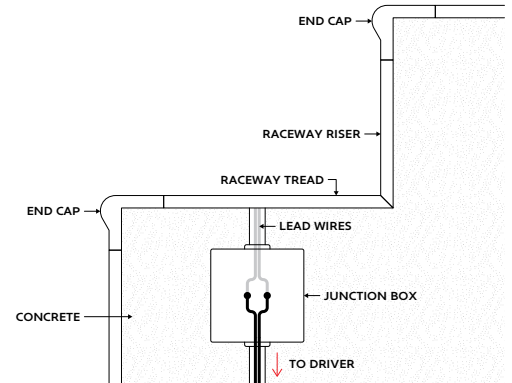 END CAP
RACEWAY RISER
RACEWAY TREAD
END CAP
LEAD WIRES
JUNCTION BOX
CONCRETE
TO DRIVER